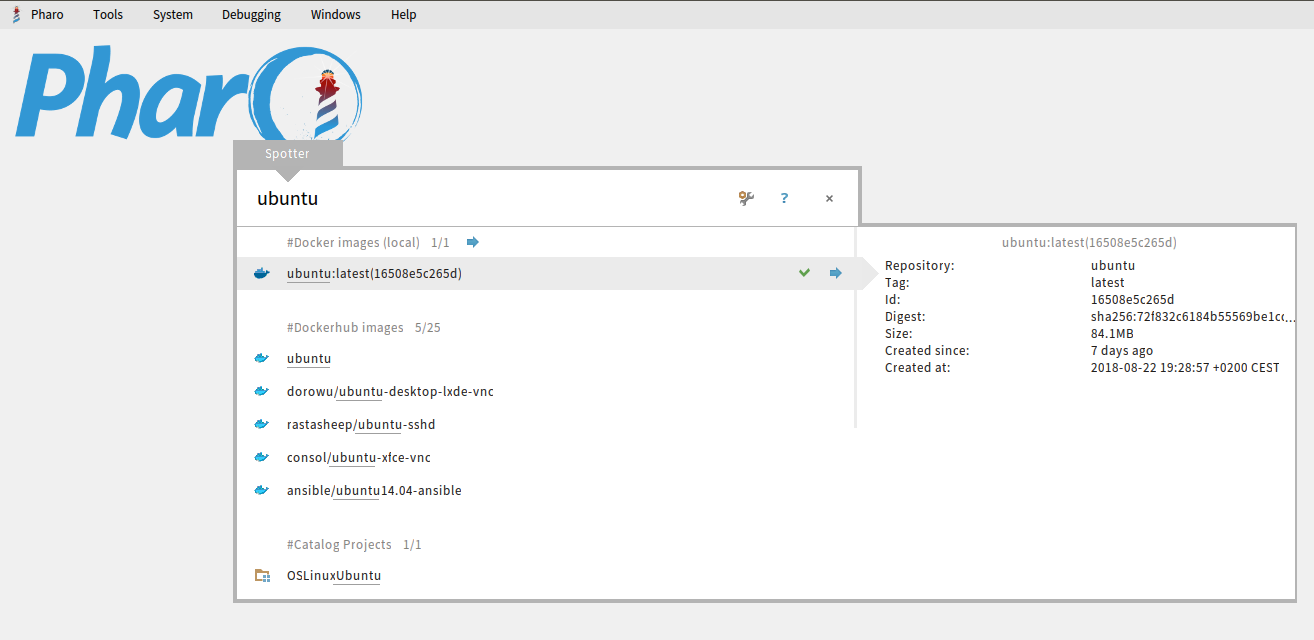 Pharo Tools System Debugging Windows Help
Pharo
Spotter
ubuntu ? ×
#Docker images (local) 1/1
ubuntu:latest(16508e5c265d)
#Dockerhub images 5/25
ubuntu
dorowu/ubuntu-desktop-lxde-vnc
rastasheep/ubuntu-sshd
consol/ubuntu-xfce-vnc
ansible/ubuntu14.04-ansible
#Catalog Projects 1/1
OSLinuxUbuntu
ubuntu:latest(16508e5c265d)
Repository: ubuntu
Tag: latest
Id: 16508e5c265d
Digest: sha256:72f832c6184b55569be1cc...
Size: 84.1MB
Created since: 7 days ago
Created at: 2018-08-22 19:28:57 +0200 CEST